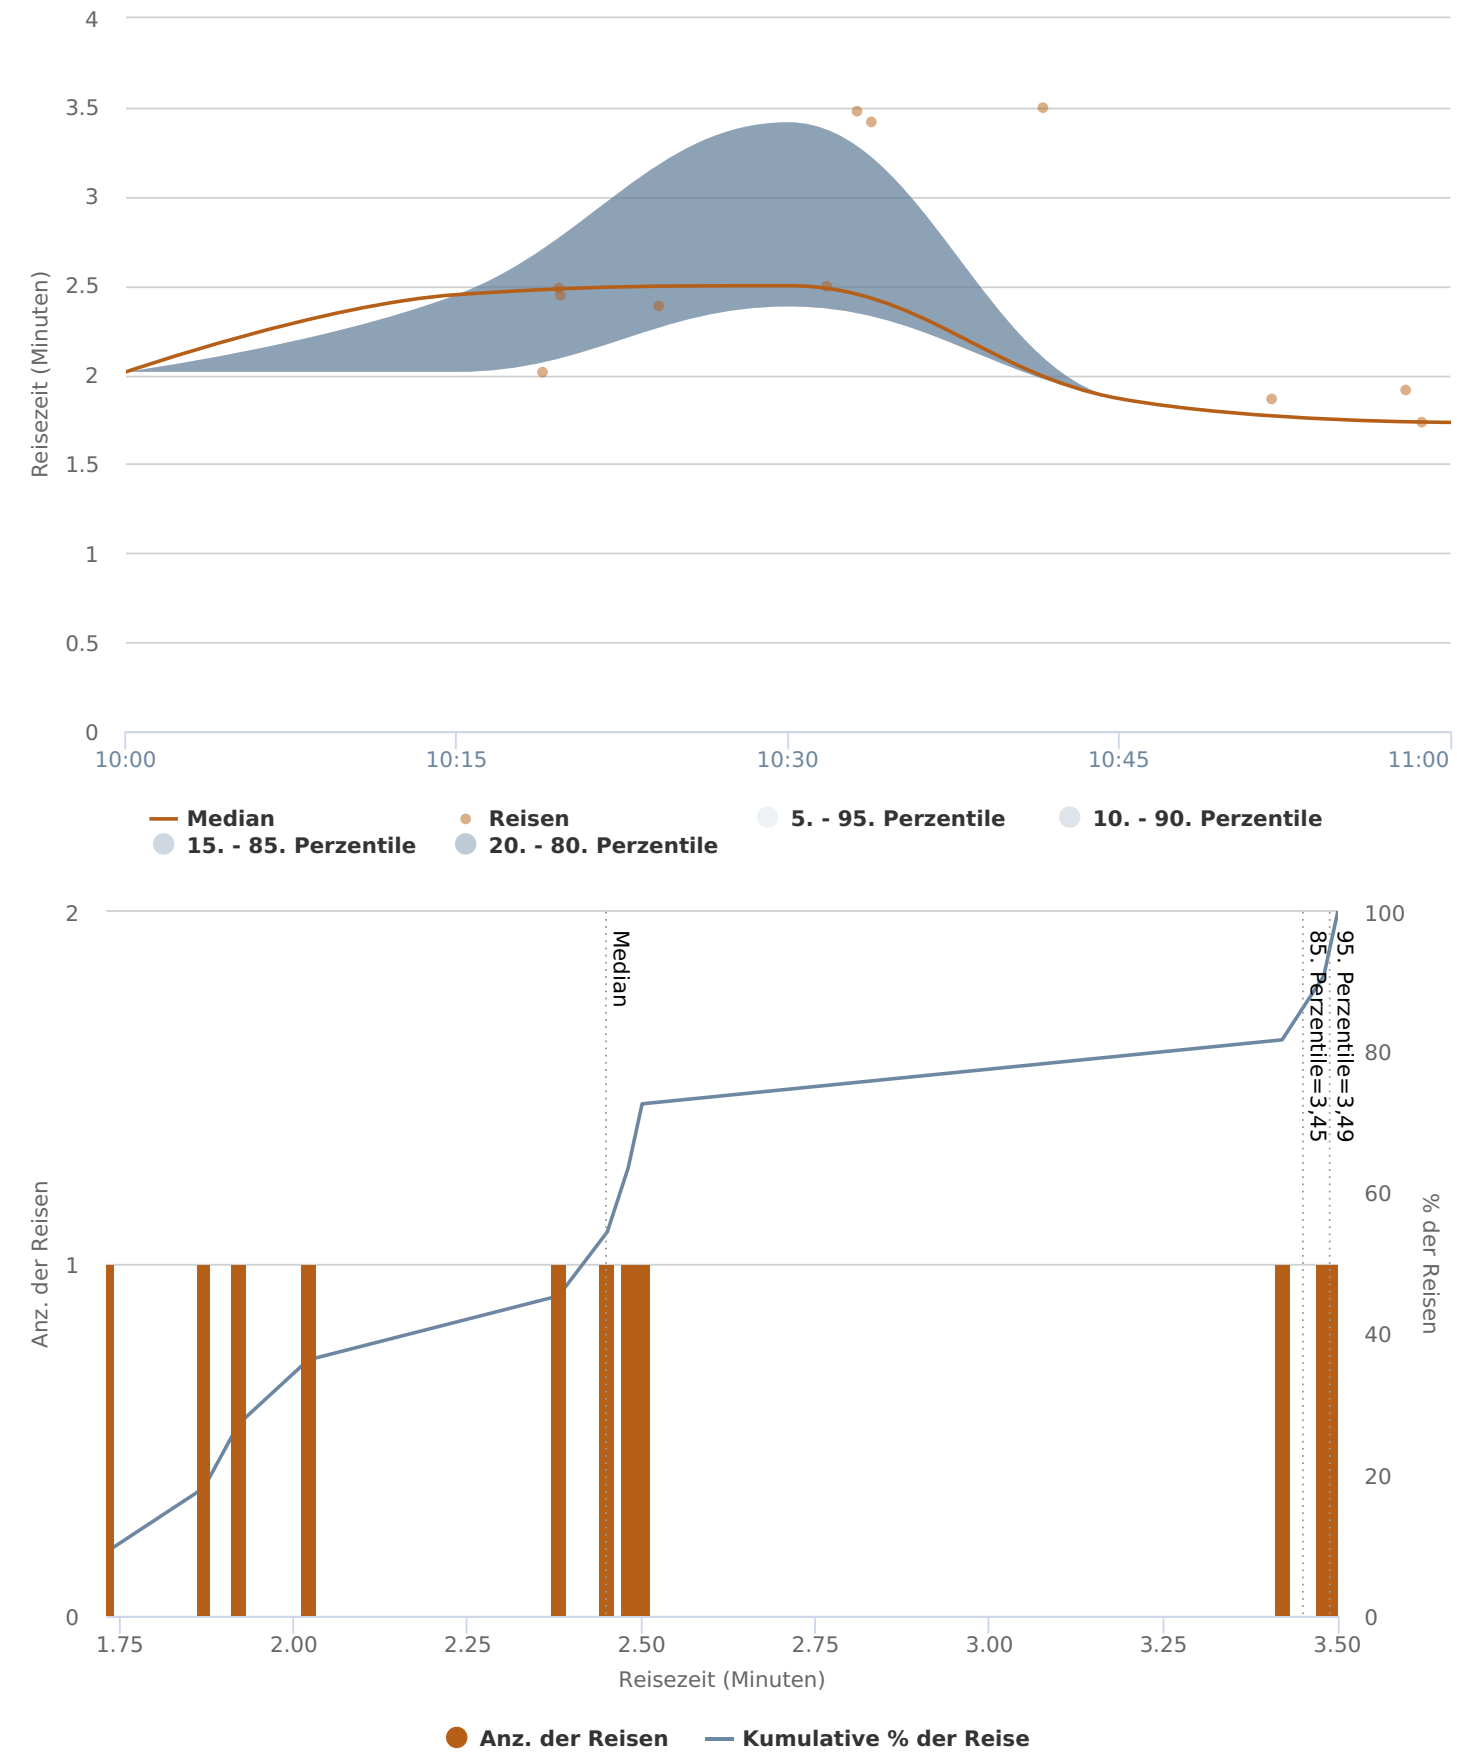 4
3.5
3
2.5
2
1.5
1
0.5
0
Reisezeit (Minuten)
10:00 10:15 10:30 10:45 11:00
Median Reisen 5. - 95. Perzentile 10. - 90. Perzentile
15. - 85. Perzentile 20. - 80. Perzentile
2
1
0
Anz. der Reisen
Median
85. Perzentile=3,45
95. Perzentile=3,49
100
80
60
40
20
0
% der Reisen
1.75 2.00 2.25 2.50 2.75 3.00 3.25 3.50
Reisezeit (Minuten)
Anz. der Reisen Kumulative % der Reise